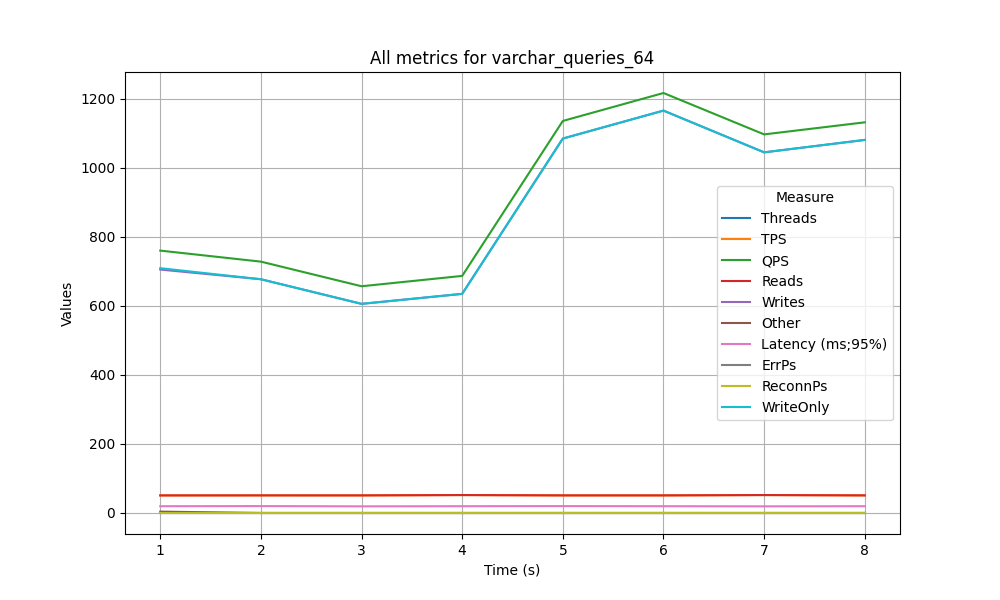 All metrics for varchar_queries_64
Values
1200
1000
800
600
400
200
0
1 2 3 4 5 6 7 8
Time (s)
Measure
Threads
TPS
QPS
Reads
Writes
Other
Latency (ms;95%)
ErrPs
ReconnPs
WriteOnly